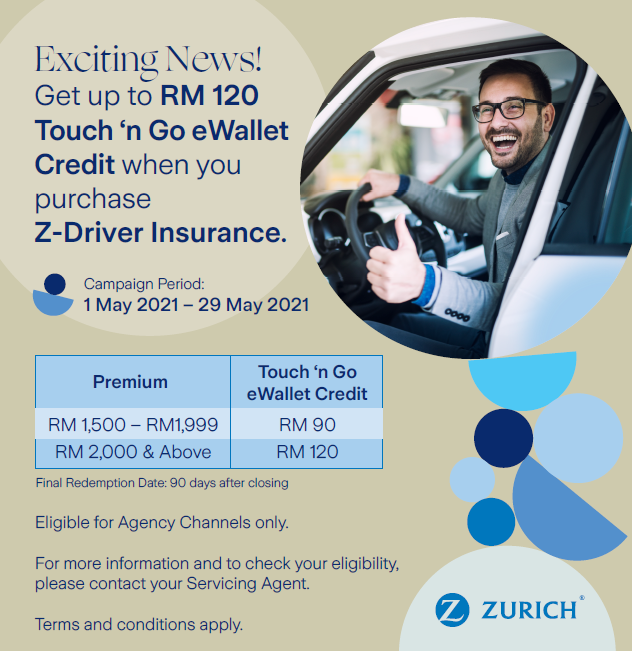 Exciting News!
Get up to RM 120
Touch ‘n Go eWallet
Credit when you
purchase
Z-Driver Insurance.
Campaign Period:
1 May 2021 – 29 May 2021
Premium
Touch ‘n Go
eWallet Credit
RM 1,500 – RM1,999
RM 90
RM 2,000 & Above
RM 120
Final Redemption Date: 90 days after closing
Eligible for Agency Channels only.
For more information and to check your eligibility,
please contact your Servicing Agent.
Terms and conditions apply.
Z ZURICH®